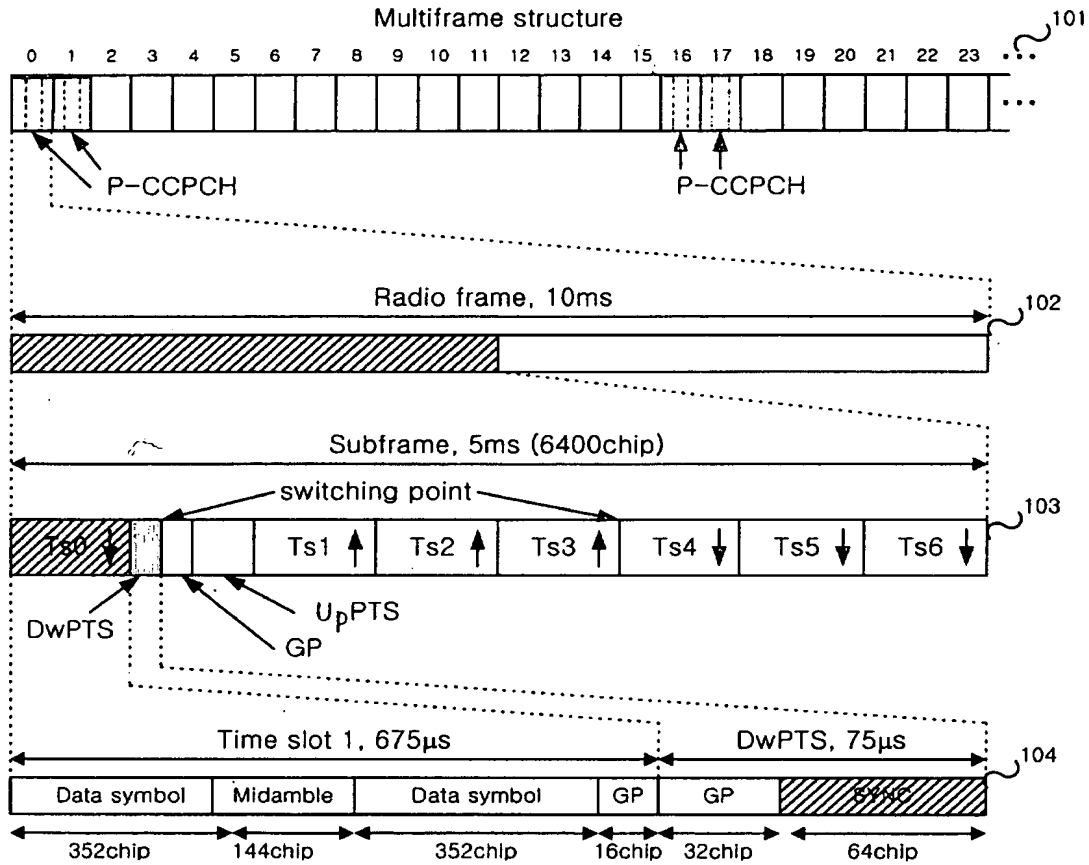 Multiframe structure
101
0 1 2 3 4 5 6 7 8 9 10 11 12 13 14 15 16 17 18 19 20 21 22 23 ...
...
P-CCPCH P-CCPCH
Radio frame, 10ms
102
Subframe, 5ms (6400chip)
switching point
103
Ts0 Ts1 Ts2 Ts3 Ts4 Ts5 Ts6
DwPTS
UpPTS
GP
Time slot 1, 675µs DwPTS, 75µs
104
Data symbol Midamble Data symbol GP GP SYNC
352chip 144chip 352chip 16chip 32chip 64chip